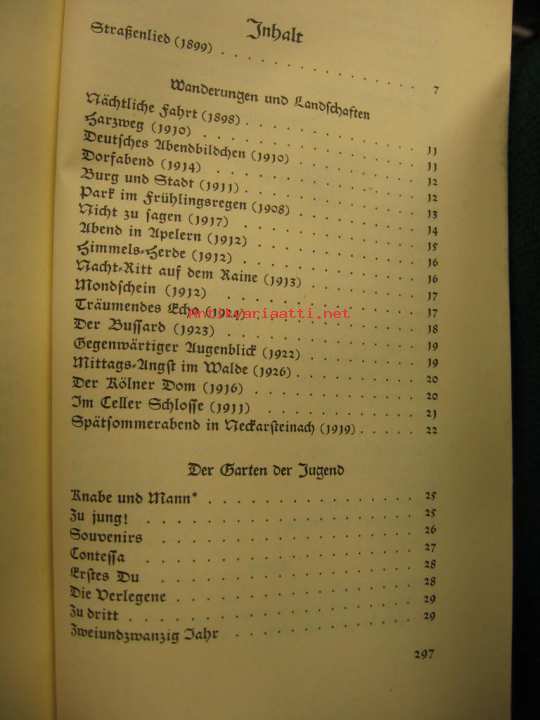 Inhalt
Straßenlied (1899) . . . . . . . . . . . . 7
Wanderungen und Landschaften
Nächtliche Fahrt (1898) . . . . . . . . . . 11
Harzweg (1910) . . . . . . . . . . . . 11
Deutsches Abendbildchen (1910) . . . . . . . . 12
Dorfabend (1914) . . . . . . . . . . . . 12
Burg und Stadt (1911) . . . . . . . . . . 12
Park im Frühlingsregen (1908) . . . . . . . . 13
Nicht zu sagen (1917) . . . . . . . . . . 14
Abend in Apelern (1912) . . . . . . . . . . 15
Himmels-Herde (1912) . . . . . . . . . . 16
Nacht-Ritt auf dem Raine (1913) . . . . . . . . 16
Mondschein (1912) . . . . . . . . . . . 17
Träumendes Echo (1924) . . . . . . . . . . 17
Antikvariaatti.net
Der Bussard (1923) . . . . . . . . . . . 18
Gegenwärtiger Augenblick (1922) . . . . . . . . 19
Mittags-Angst im Walde (1926) . . . . . . . . 19
Der Kölner Dom (1916) . . . . . . . . . . 20
Im Celler Schlosse (1911) . . . . . . . . . . 20
Spätsommerabend in Neckarsteinach (1919) . . . . . 21
22
Der Garten der Jugend
Knabe und Mann* . . . . . . . . . . . 25
Zu jung! . . . . . . . . . . . . . . 25
Souvenirs . . . . . . . . . . . . . 26
Contessa . . . . . . . . . . . . . 27
Erstes Du . . . . . . . . . . . . . 28
Die Verlegene . . . . . . . . . . . . 28
Zu dritt . . . . . . . . . . . . . . 29
Zweiundzwanzig Jahr . . . . . . . . . . 29
297